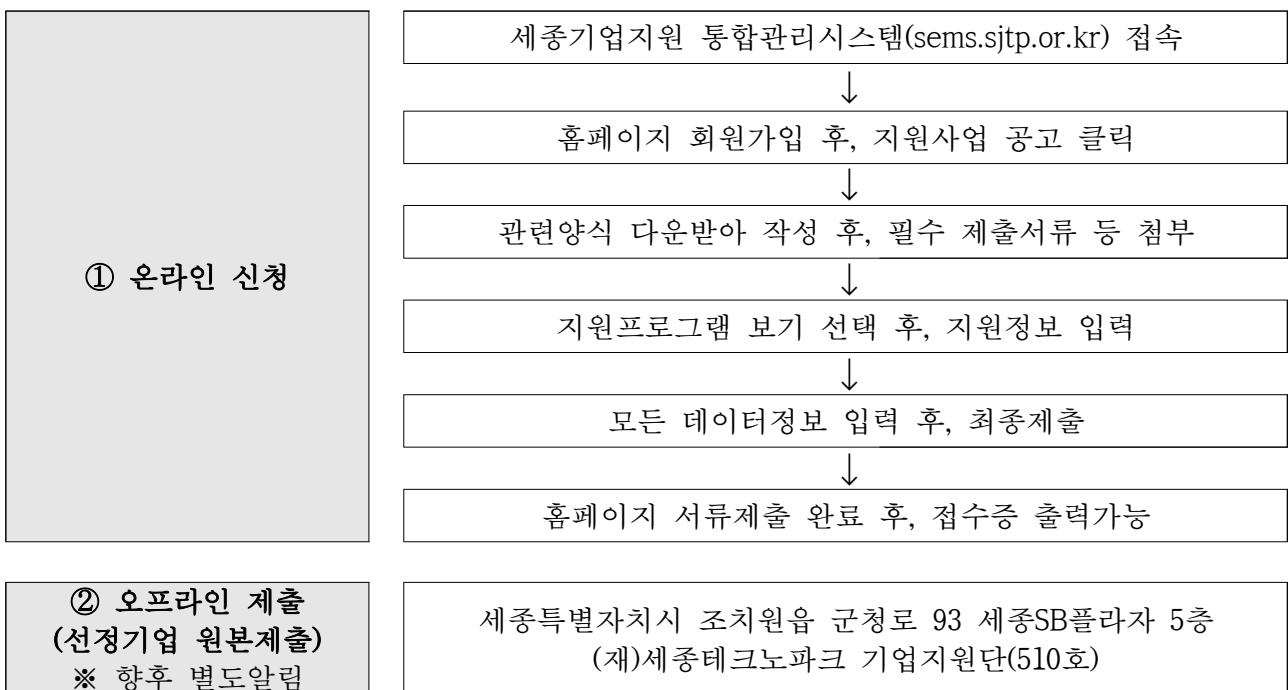 ① 온라인 신청
세종기업지원 통합관리시스템(sems.sjtp.or.kr) 접속
↓
홈페이지 회원가입 후, 지원사업 공고 클릭
↓
관련양식 다운받아 작성 후, 필수 제출서류 등 첨부
↓
지원프로그램 보기 선택 후, 지원정보 입력
↓
모든 데이터정보 입력 후, 최종제출
↓
홈페이지 서류제출 완료 후, 접수증 출력가능
② 오프라인 제출
(선정기업 원본제출)
※ 향후 별도알림
세종특별자치시 조치원읍 군청로 93 세종SB플라자 5층
(재)세종테크노파크 기업지원단(510호)